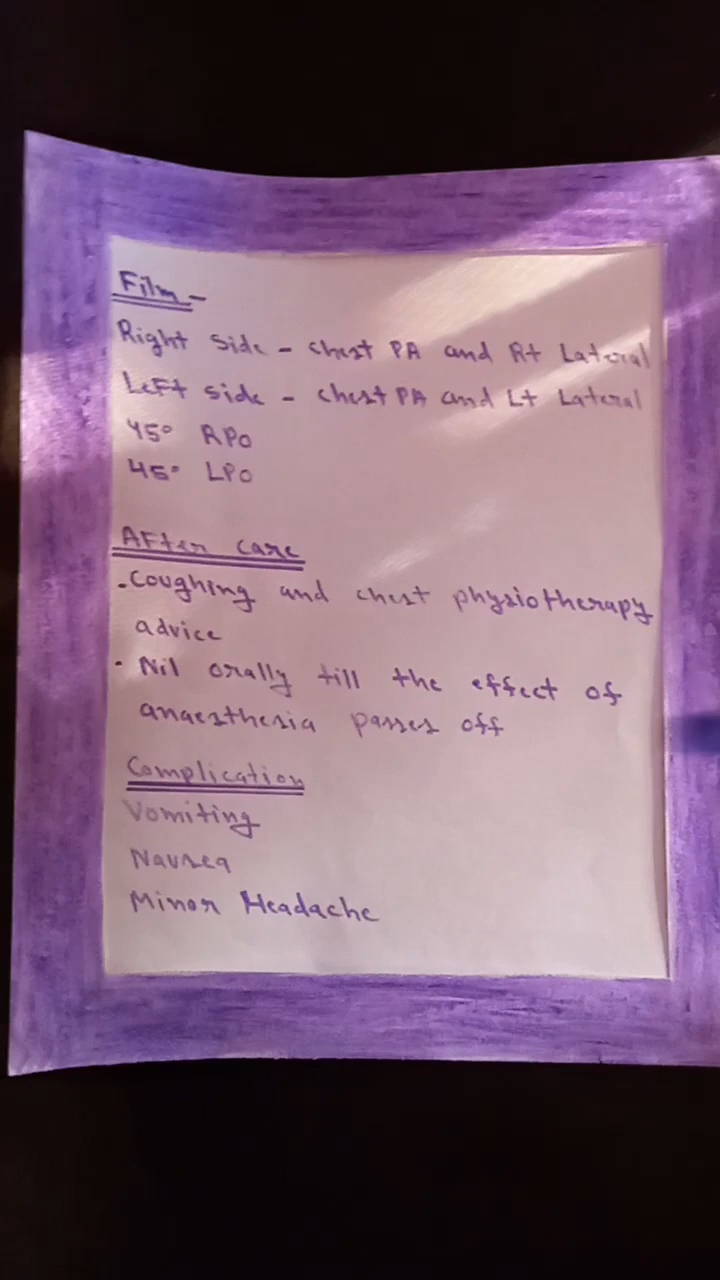 Film -
Right side - chest PA and Rt Lateral
Left side - chest PA and Lt Lateral
45° RPO
45° LPO
After care
. Coughing and chest physiotherapy
advice
. Nil orally till the effect of
anaesthesia passes off
Complication
Vomiting
Nausea
Minor Headache